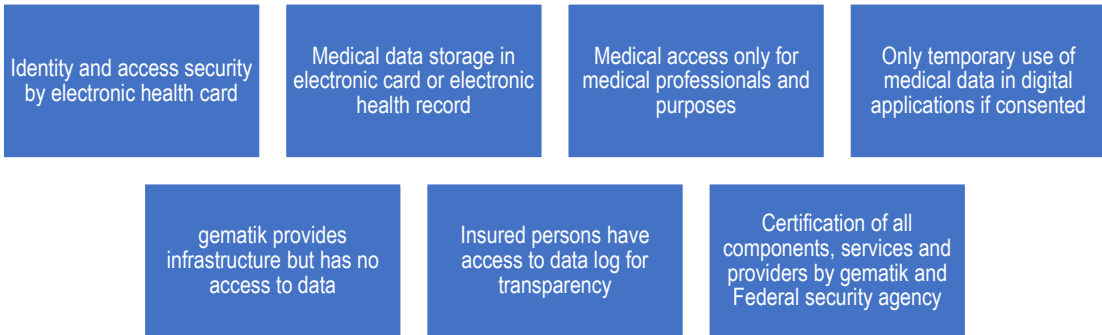 Identity and access security
by electronic health card
Medical data storage in
electronic card or electronic
health record
Medical access only for
medical professionals and
purposes
Only temporary use of
medical data in digital
applications if consented
gematik provides
infrastructure but has no
access to data
Insured persons have
access to data log for
transparency
Certification of all
components, services and
providers by gematik and
Federal security agency